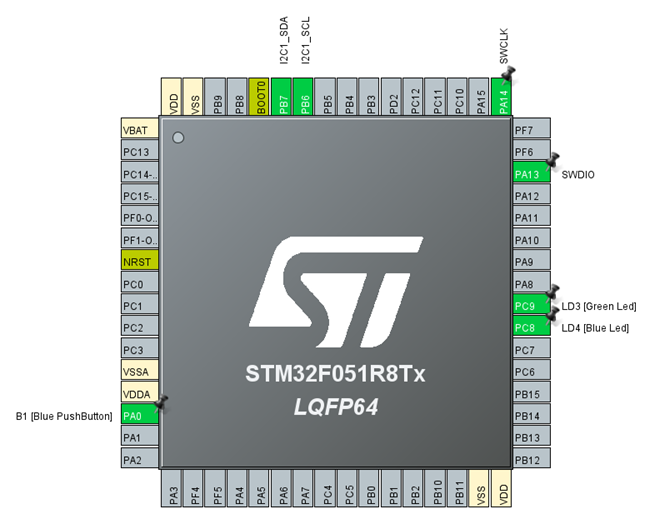 I2C1_SDA
I2C1_SCL
SWCLK
VDD
VSS
PB9
PB8
BOOT0
PB7
PB6
PB5
PB4
PB3
PD2
PC12
PC11
PC10
PA15
PA14
VBAT
PC13
PC14-..
PC15-..
PF0-O..
PF1-O..
NRST
PC0
PC1
PC2
PC3
VSSA
VDDA
B1 [Blue PushButton] PA0
PA1
PA2
STM32F051R8Tx
LQFP64
PF7
PF6
PA13 SWDIO
PA12
PA11
PA10
PA9
PA8
PC9 LD3 [Green Led]
PC8 LD4 [Blue Led]
PC7
PC6
PB15
PB14
PB13
PB12
PA3
PF4
PF5
PA4
PA5
PA6
PA7
PC4
PC5
PB0
PB1
PB2
PB10
PB11
VSS
VDD